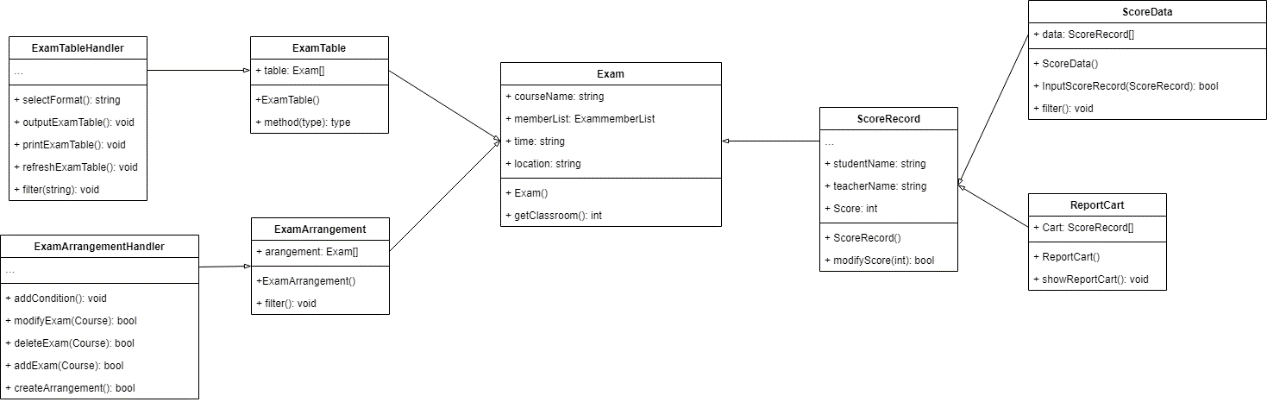 ExamTableHandler
...
+ selectFormat(): string
+ outputExamTable(): void
+ printExamTable(): void
+ refreshExamTable(): void
+ filter(string): void
ExamTable
+ table: Exam[]
+ExamTable()
+ method(type): type
ExamArrangementHandler
...
+ addCondition(): void
+ modifyExam(Course): bool
+ deleteExam(Course): bool
+ addExam(Course): bool
+ createArrangement(): bool
ExamArrangement
+ arangement: Exam[]
+ExamArrangement()
+ filter(): void
Exam
+ courseName: string
+ memberList: ExammemberList
+ time: string
+ location: string
+ Exam()
+ getClassroom(): int
ScoreRecord
...
+ studentName: string
+ teacherName: string
+ Score: int
+ ScoreRecord()
+ modifyScore(int): bool
ScoreData
+ data: ScoreRecord[]
+ ScoreData()
+ InputScoreRecord(ScoreRecord): bool
+ filter(): void
ReportCart
+ Cart: ScoreRecord[]
+ ReportCart()
+ showReportCart(): void